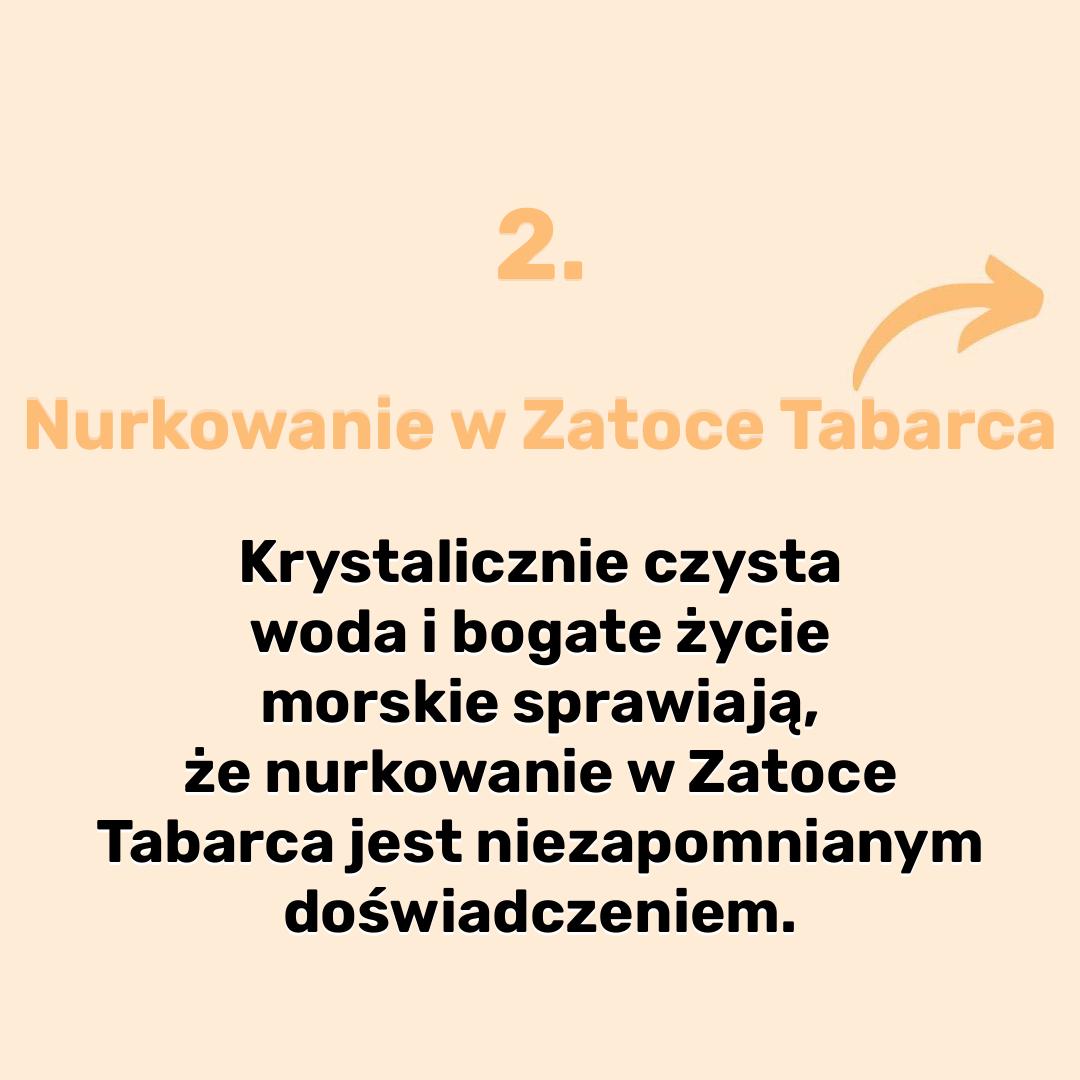 2.
Nurkowanie w Zatoce Tabarca
Krystalicznie czysta
woda i bogate życie
morskie sprawiają,
że nurkowanie w Zatoce
Tabarca jest niezapomnianym
doświadczeniem.